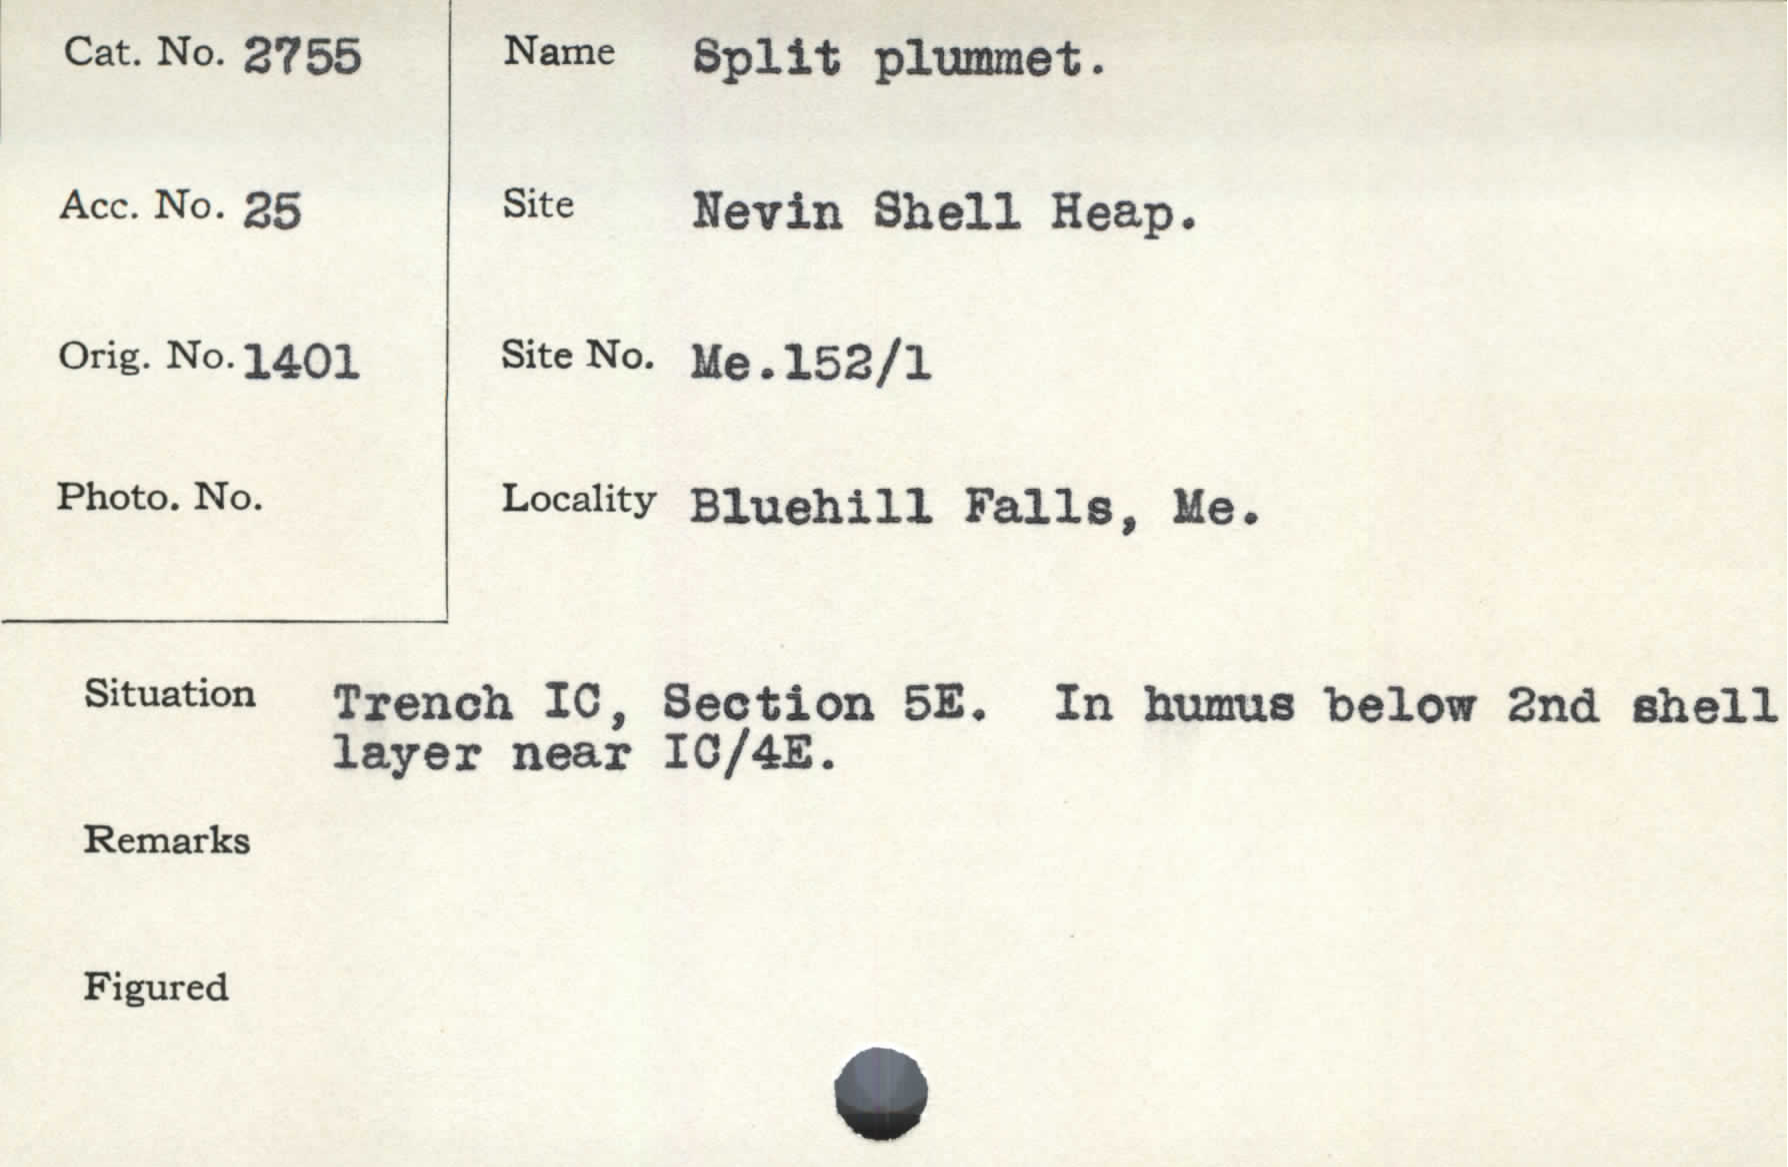 Cat. No. 2755
Name Split plummet.
Acc. No. 25
Site Nevin Shell Heap.
Orig. No. 1401
Site No. Me.152/1
Photo. No.
Locality Bluehill Falls, Me.
Situation Trench IC, Section 5E. In humus below 2nd shell
layer near IC/4E.
Remarks
Figured